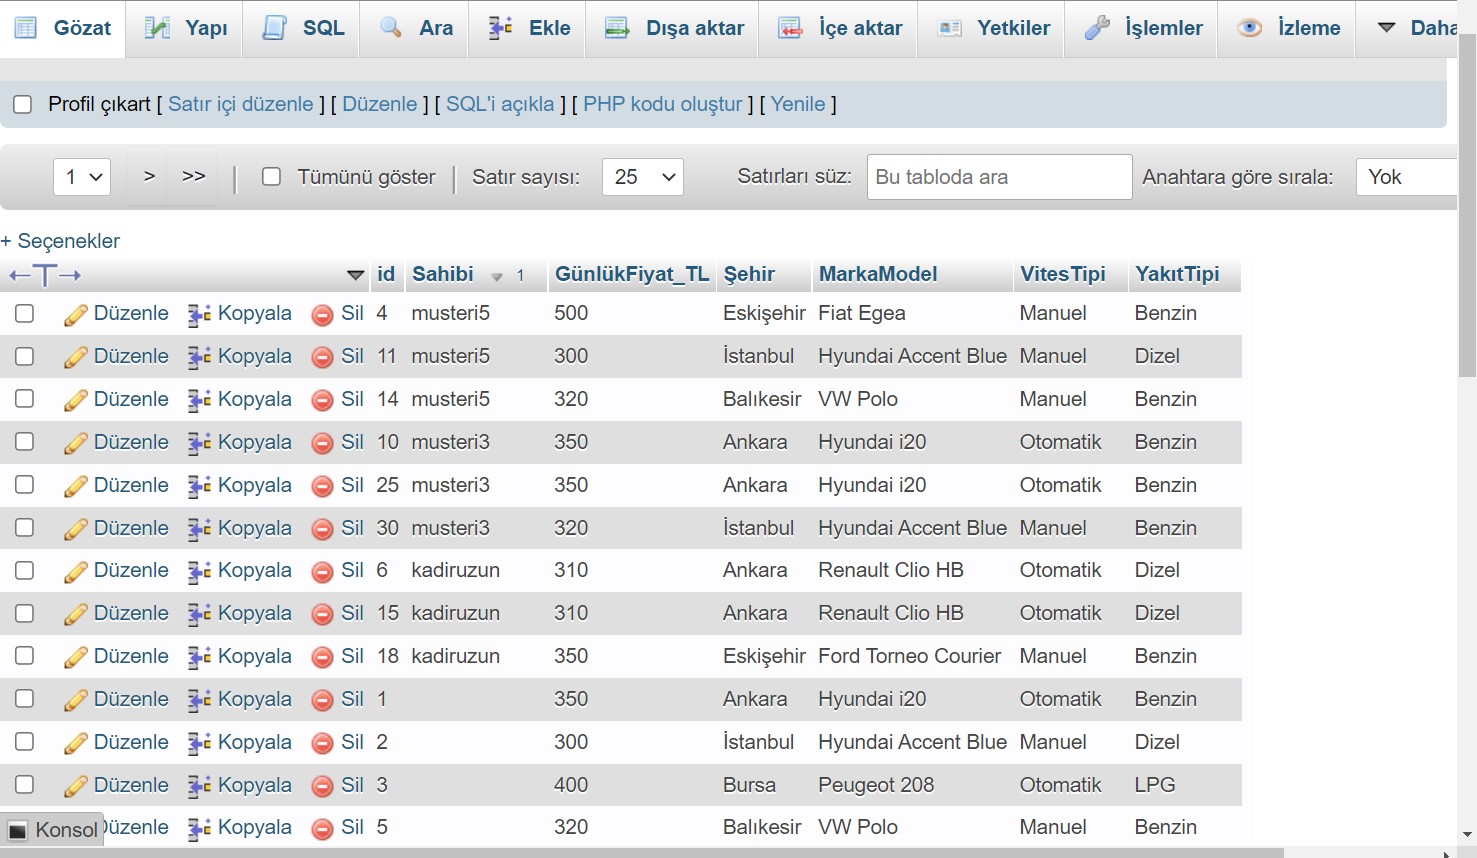 Gözat Yapı SQL Ara Ekle Dışa aktar İçe aktar Yetkiler İşlemler İzleme Daha
Profil çıkart [ Satır içi düzenle ] [ Düzenle ] [ SQL'i açıkla ] [ PHP kodu oluştur ] [ Yenile ]
1 > >> | Tümünü göster | Satır sayısı: 25 Satırları süz: Bu tabloda ara Anahtara göre sırala: Yok
+ Seçenekler
←T→ id Sahibi 1 GünlükFiyat_TL Şehir MarkaModel VitesTipi YakıtTipi
Düzenle Kopyala Sil 4 musteri5 500 Eskişehir Fiat Egea Manuel Benzin
Düzenle Kopyala Sil 11 musteri5 300 İstanbul Hyundai Accent Blue Manuel Dizel
Düzenle Kopyala Sil 14 musteri5 320 Balıkesir VW Polo Manuel Benzin
Düzenle Kopyala Sil 10 musteri3 350 Ankara Hyundai i20 Otomatik Benzin
Düzenle Kopyala Sil 25 musteri3 350 Ankara Hyundai i20 Otomatik Benzin
Düzenle Kopyala Sil 30 musteri3 320 İstanbul Hyundai Accent Blue Manuel Benzin
Düzenle Kopyala Sil 6 kadiruzun 310 Ankara Renault Clio HB Otomatik Dizel
Düzenle Kopyala Sil 15 kadiruzun 310 Ankara Renault Clio HB Otomatik Dizel
Düzenle Kopyala Sil 18 kadiruzun 350 Eskişehir Ford Torneo Courier Manuel Benzin
Düzenle Kopyala Sil 1 350 Ankara Hyundai i20 Otomatik Benzin
Düzenle Kopyala Sil 2 300 İstanbul Hyundai Accent Blue Manuel Dizel
Düzenle Kopyala Sil 3 400 Bursa Peugeot 208 Otomatik LPG
Konsol Düzenle Kopyala Sil 5 320 Balıkesir VW Polo Manuel Benzin